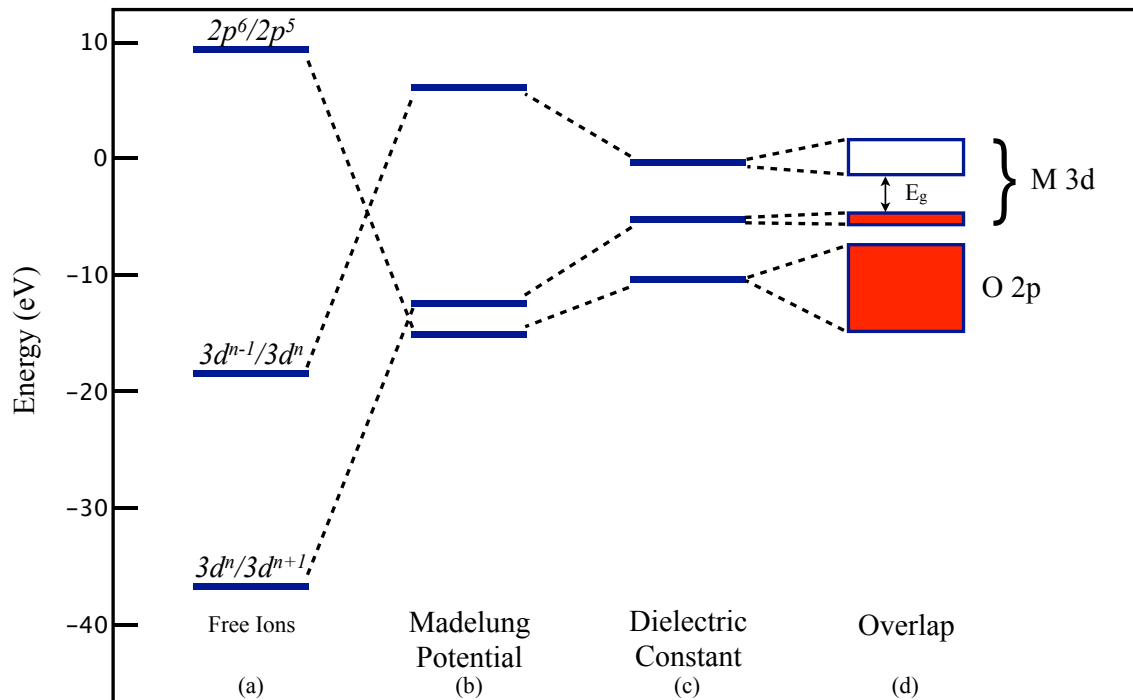 10
0
-10
-20
-30
-40
Energy (eV)
2p⁶/2p⁵
3dⁿ⁻¹/3dⁿ
3dⁿ/3dⁿ⁺¹
E₉
M 3d
O 2p
Free Ions
Madelung
Potential
Dielectric
Constant
Overlap
(a)
(b)
(c)
(d)